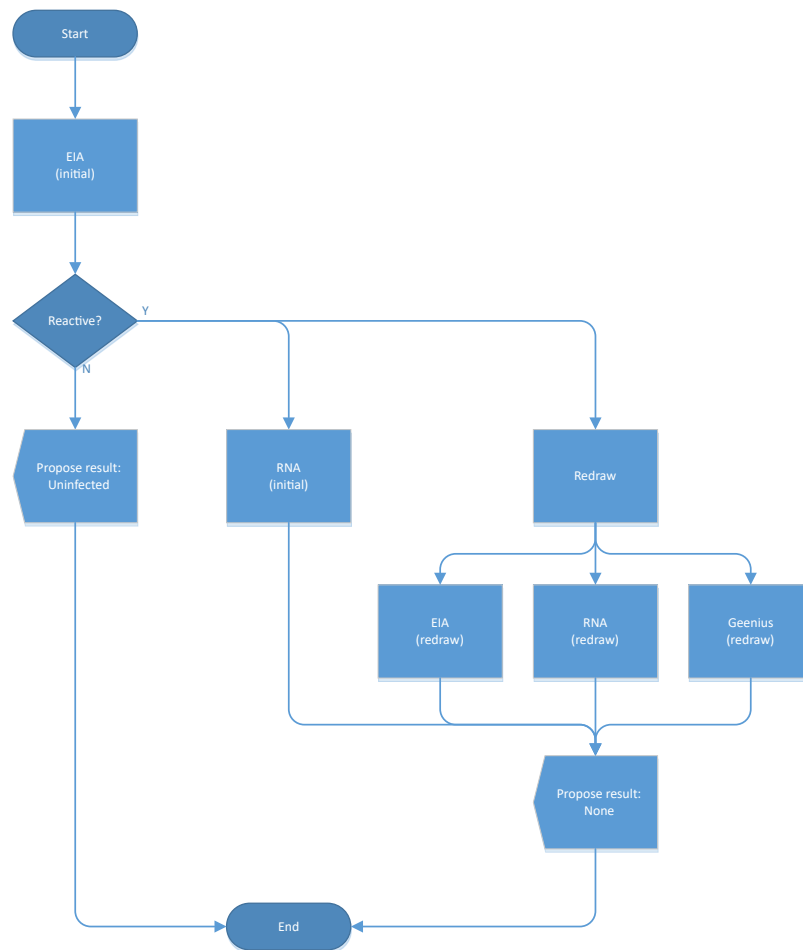 Start
EIA
(initial)
Reactive?
Y
N
Propose result:
Uninfected
RNA
(initial)
Redraw
EIA
(redraw)
RNA
(redraw)
Geenius
(redraw)
Propose result:
None
End